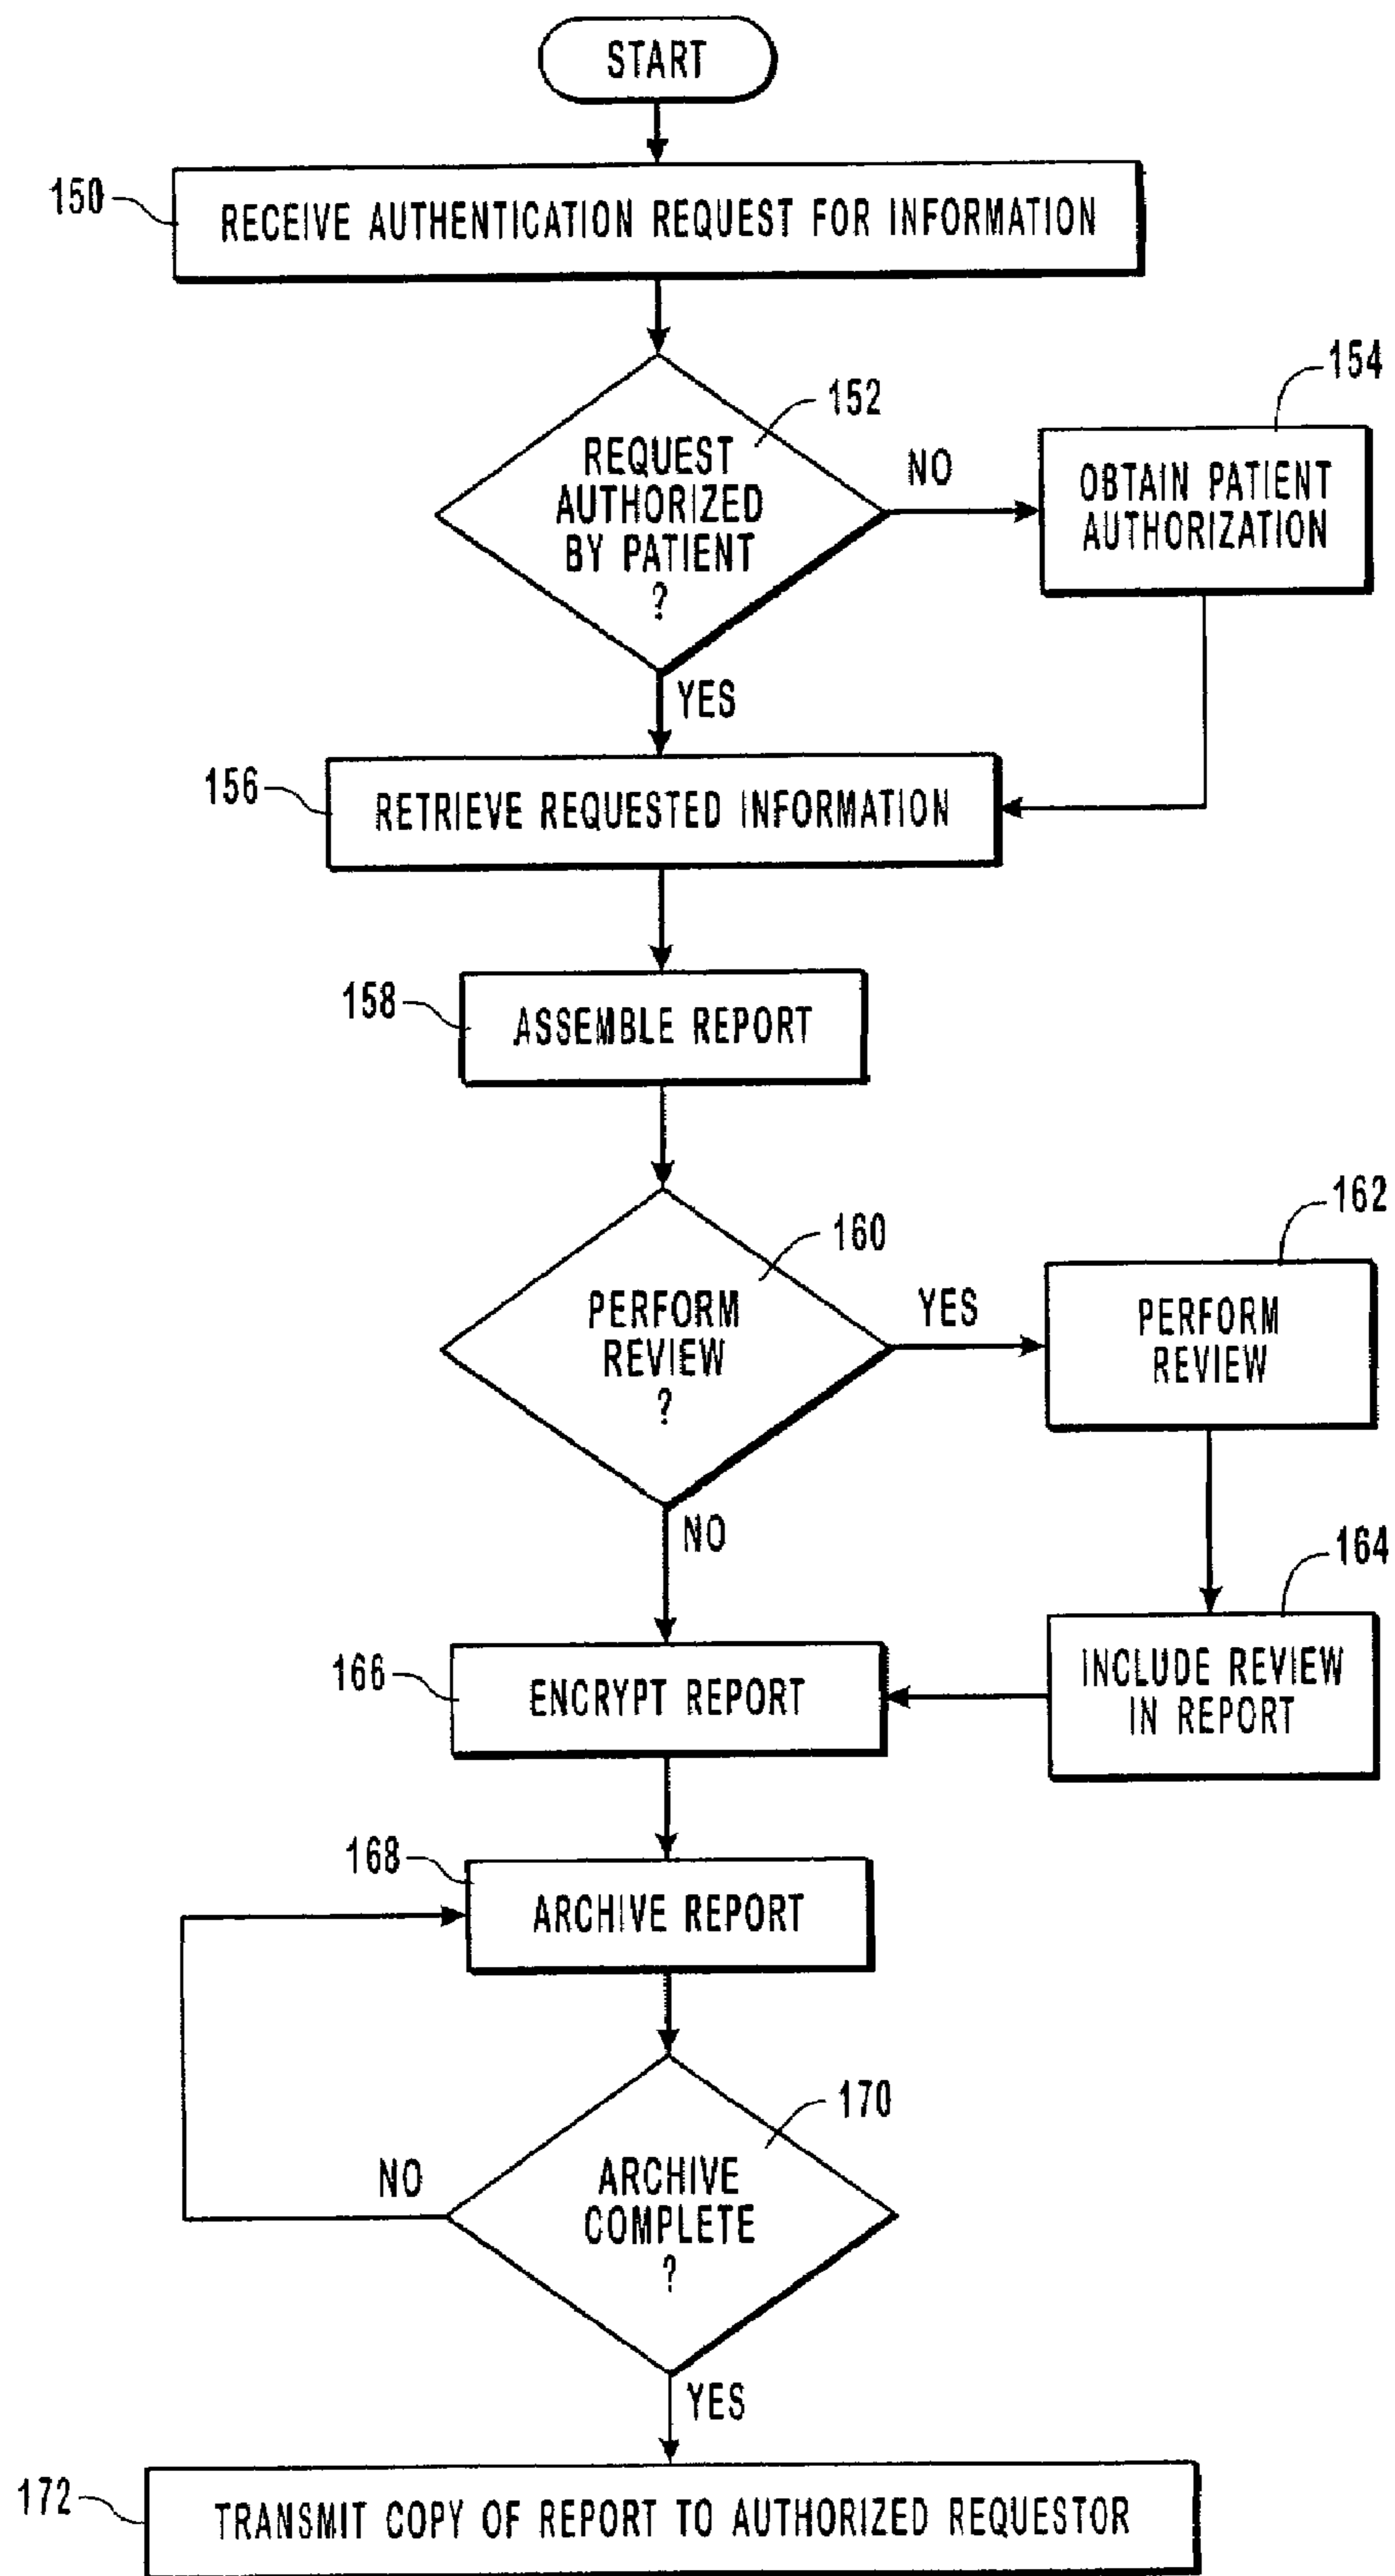 START
150
RECEIVE AUTHENTICATION REQUEST FOR INFORMATION
152
REQUEST
AUTHORIZED
BY PATIENT
?
NO
154
OBTAIN PATIENT
AUTHORIZATION
YES
156
RETRIEVE REQUESTED INFORMATION
158
ASSEMBLE REPORT
160
PERFORM
REVIEW
?
YES
162
PERFORM
REVIEW
NO
164
INCLUDE REVIEW
IN REPORT
166
ENCRYPT REPORT
168
ARCHIVE REPORT
170
ARCHIVE
COMPLETE
?
NO
YES
172
TRANSMIT COPY OF REPORT TO AUTHORIZED REQUESTOR